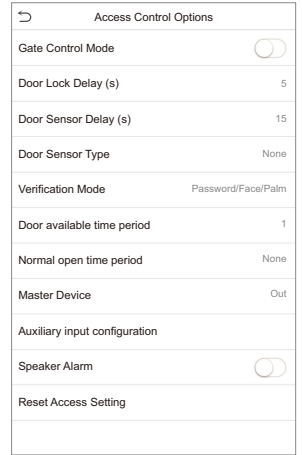 Access Control Options
Gate Control Mode
Door Lock Delay (s) 5
Door Sensor Delay (s) 15
Door Sensor Type None
Verification Mode Password/Face/Palm
Door available time period 1
Normal open time period None
Master Device Out
Auxiliary input configuration
Speaker Alarm
Reset Access Setting